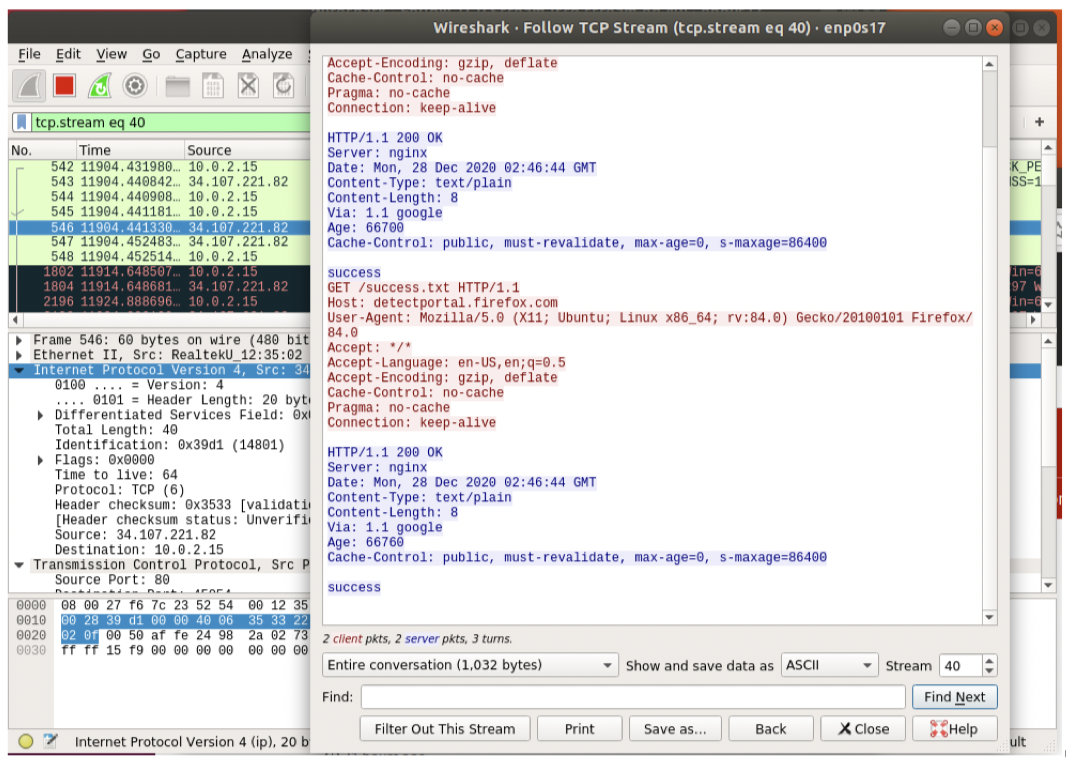 Wireshark · Follow TCP Stream (tcp.stream eq 40) · enp0s17
File Edit View Go Capture Analyze
tcp.stream eq 40
No. Time Source
542 11904.431980… 10.0.2.15
543 11904.440842… 34.107.221.82
544 11904.440908… 10.0.2.15
545 11904.441181… 10.0.2.15
546 11904.441330… 34.107.221.82
547 11904.452483… 34.107.221.82
548 11904.452514… 10.0.2.15
1802 11914.648507… 10.0.2.15
1804 11914.648681… 34.107.221.82
2196 11924.888696… 10.0.2.15
Frame 546: 60 bytes on wire (480 bit
Ethernet II, Src: RealtekU_12:35:02
Internet Protocol Version 4, Src: 34
0100 .... = Version: 4
.... 0101 = Header Length: 20 byt
Differentiated Services Field: 0x
Total Length: 40
Identification: 0x39d1 (14801)
Flags: 0x0000
Time to live: 64
Protocol: TCP (6)
Header checksum: 0x3533 [validati
[Header checksum status: Unverifi
Source: 34.107.221.82
Destination: 10.0.2.15
Transmission Control Protocol, Src P
Source Port: 80
0000 08 00 27 f6 7c 23 52 54 00 12 35
0010 00 28 39 d1 00 00 40 06 35 33 22
0020 02 0f 00 50 af fe 24 98 2a 02 73
0030 ff ff 15 f9 00 00 00 00 00 00 00
Internet Protocol Version 4 (ip), 20 b
Accept-Encoding: gzip, deflate
Cache-Control: no-cache
Pragma: no-cache
Connection: keep-alive
HTTP/1.1 200 OK
Server: nginx
Date: Mon, 28 Dec 2020 02:46:44 GMT
Content-Type: text/plain
Content-Length: 8
Via: 1.1 google
Age: 66700
Cache-Control: public, must-revalidate, max-age=0, s-maxage=86400
success
GET /success.txt HTTP/1.1
Host: detectportal.firefox.com
User-Agent: Mozilla/5.0 (X11; Ubuntu; Linux x86_64; rv:84.0) Gecko/20100101 Firefox/
84.0
Accept: */*
Accept-Language: en-US,en;q=0.5
Accept-Encoding: gzip, deflate
Cache-Control: no-cache
Pragma: no-cache
Connection: keep-alive
HTTP/1.1 200 OK
Server: nginx
Date: Mon, 28 Dec 2020 02:46:44 GMT
Content-Type: text/plain
Content-Length: 8
Via: 1.1 google
Age: 66760
Cache-Control: public, must-revalidate, max-age=0, s-maxage=86400
success
2 client pkts, 2 server pkts, 3 turns.
Entire conversation (1,032 bytes) Show and save data as ASCII Stream 40
Find: Find Next
Filter Out This Stream Print Save as... Back Close Help
K_PE
SS=1
in=6
97 W
in=6
ult